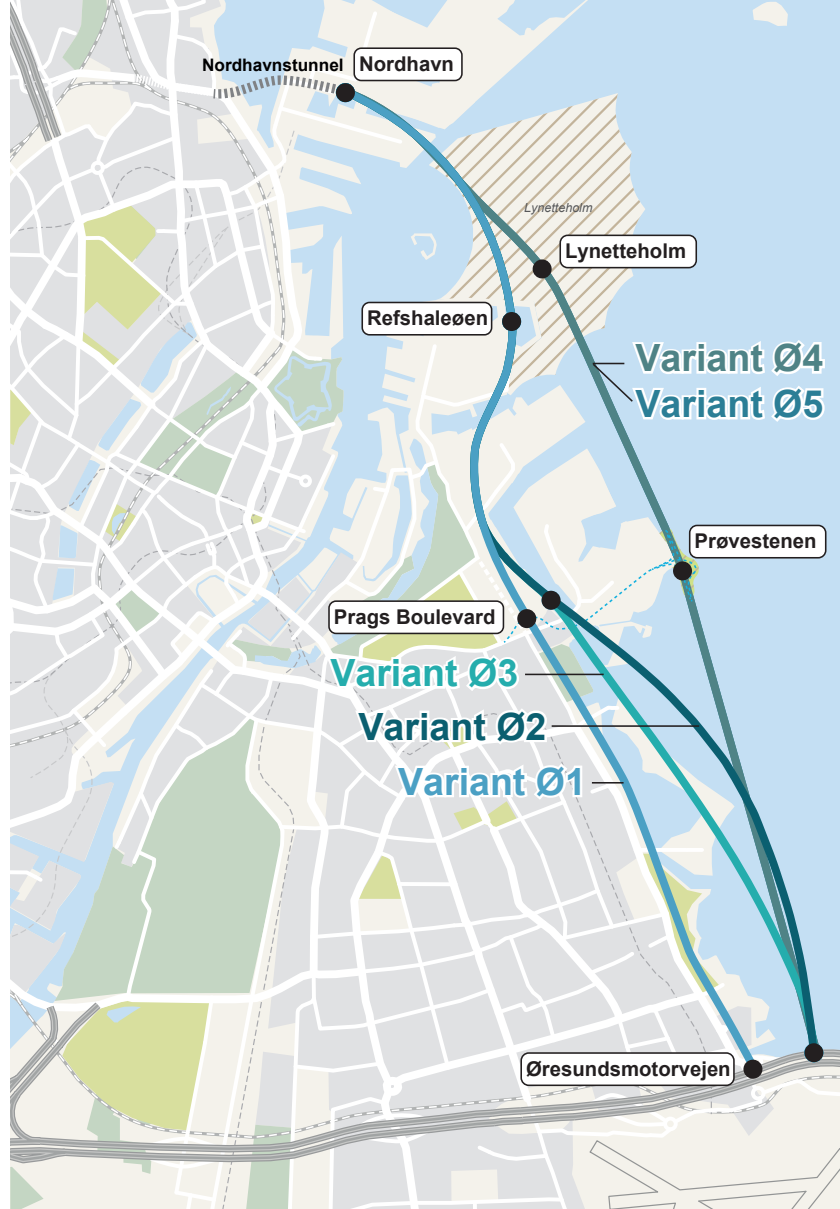 Nordhavnstunnel
Nordhavn
Lynetteholm
Lynetteholm
Refshaleøen
Variant Ø4
Variant Ø5
Prøvestenen
Prags Boulevard
Variant Ø3
Variant Ø2
Variant Ø1
Øresundsmotorvejen